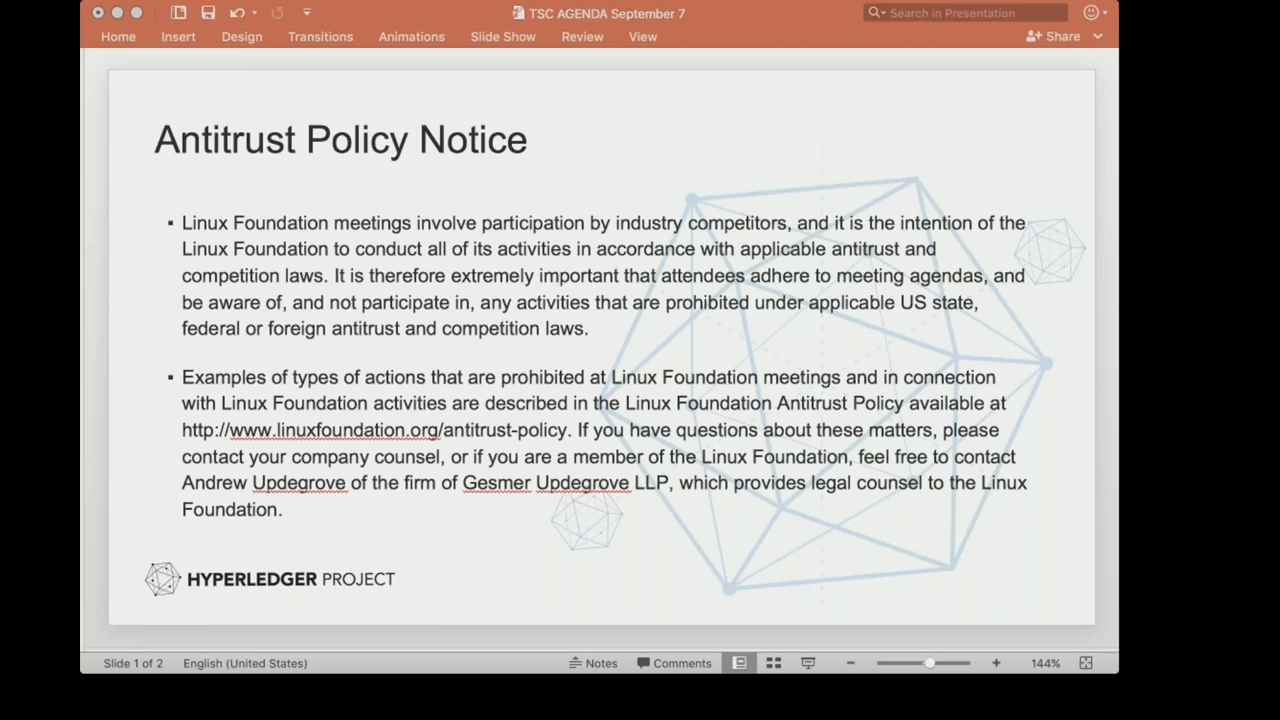 TSC AGENDA September 7
Search in Presentation
Home Insert Design Transitions Animations Slide Show Review View Share
Antitrust Policy Notice
▪ Linux Foundation meetings involve participation by industry competitors, and it is the intention of the
Linux Foundation to conduct all of its activities in accordance with applicable antitrust and
competition laws. It is therefore extremely important that attendees adhere to meeting agendas, and
be aware of, and not participate in, any activities that are prohibited under applicable US state,
federal or foreign antitrust and competition laws.
▪ Examples of types of actions that are prohibited at Linux Foundation meetings and in connection
with Linux Foundation activities are described in the Linux Foundation Antitrust Policy available at
http://www.linuxfoundation.org/antitrust-policy. If you have questions about these matters, please
contact your company counsel, or if you are a member of the Linux Foundation, feel free to contact
Andrew Updegrove of the firm of Gesmer Updegrove LLP, which provides legal counsel to the Linux
Foundation.
HYPERLEDGER PROJECT
Slide 1 of 2 English (United States) Notes Comments 144%